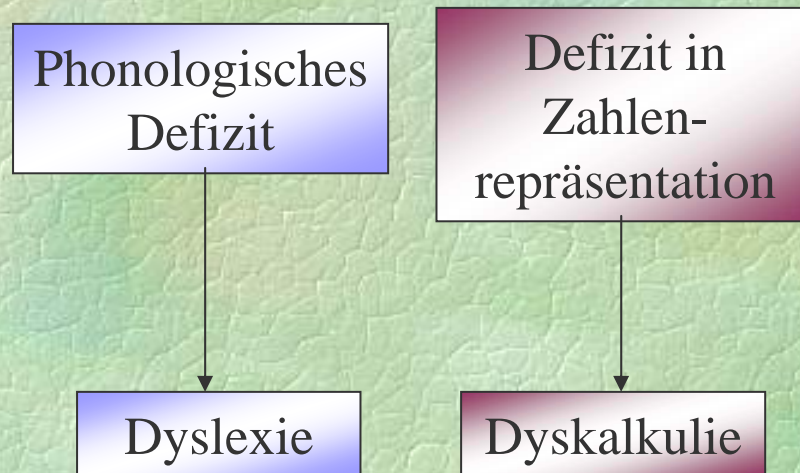 Phonologisches
Defizit
Defizit in
Zahlen-
repräsentation
Dyslexie
Dyskalkulie